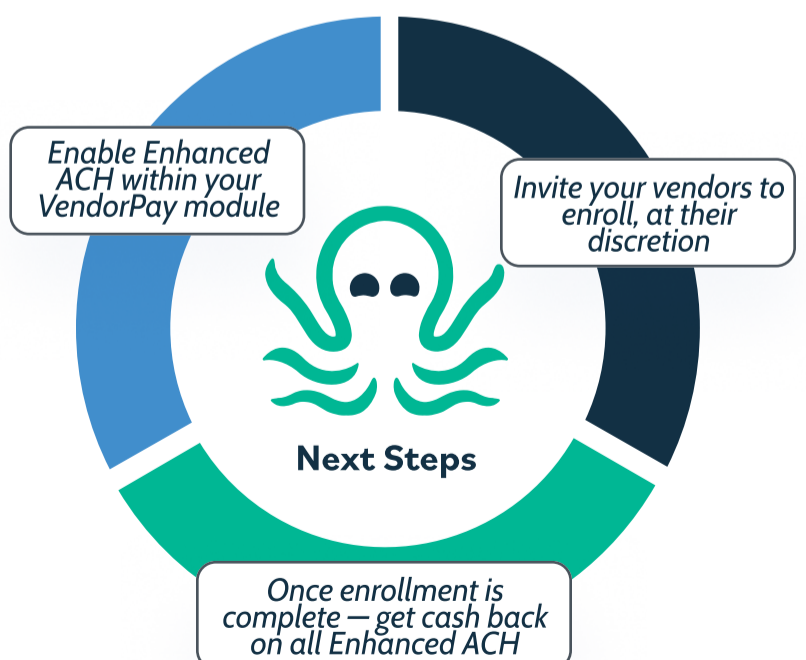 Enable Enhanced
ACH within your
VendorPay module
Invite your vendors to
enroll, at their
discretion
Next Steps
Once enrollment is
complete — get cash back
on all Enhanced ACH